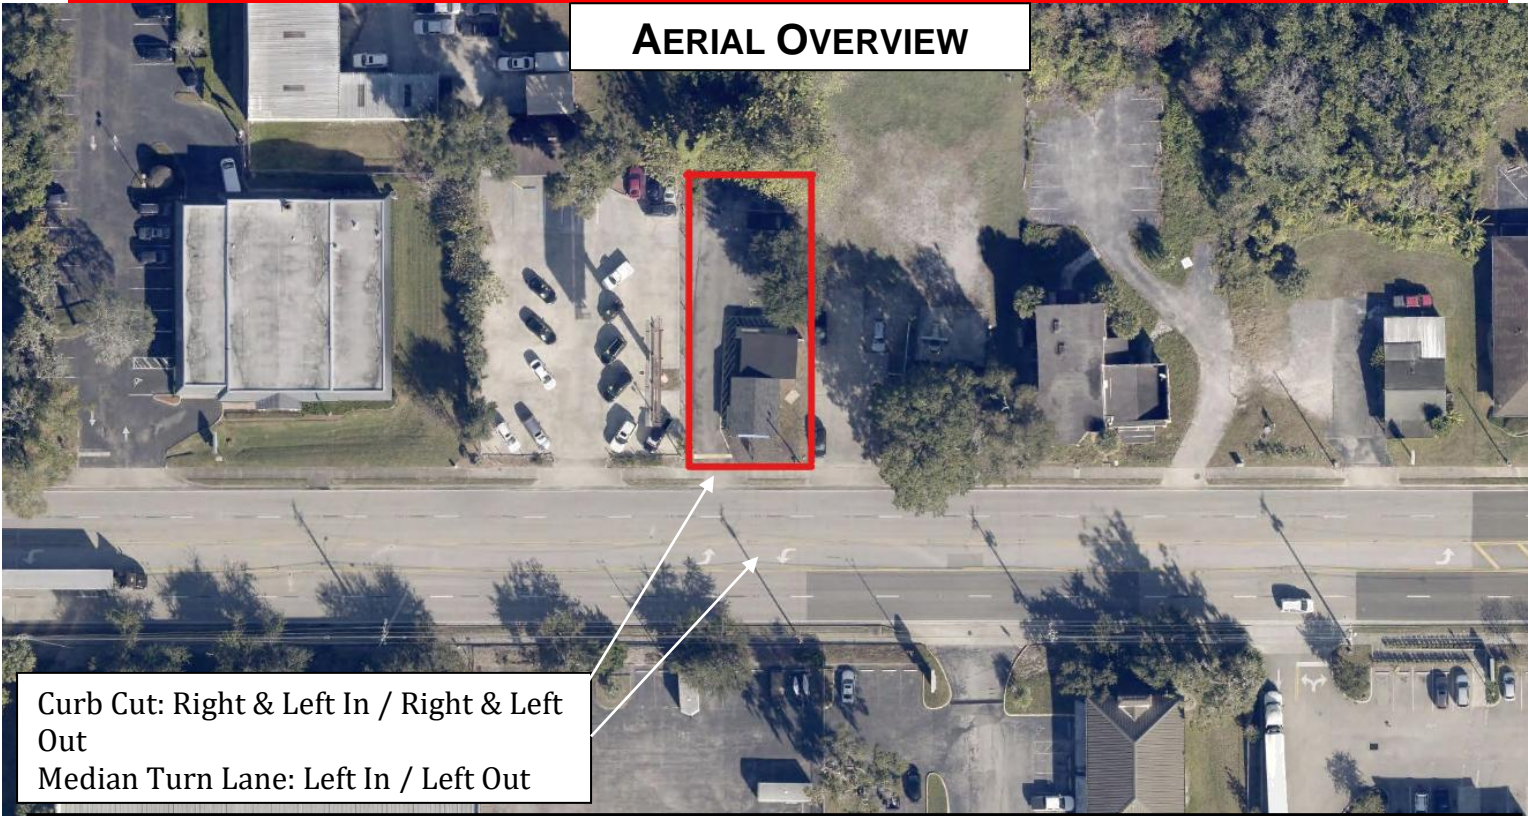 AERIAL OVERVIEW
Curb Cut: Right & Left In / Right & Left
Out
Median Turn Lane: Left In / Left Out